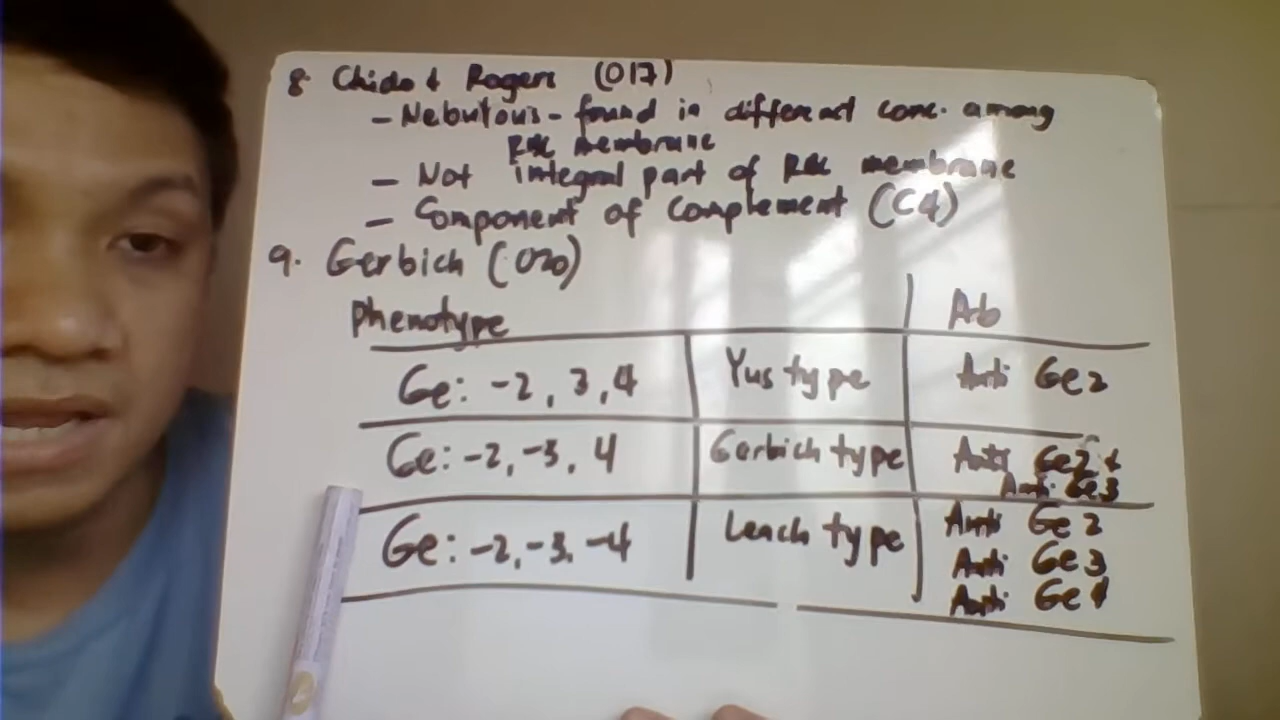 8. Chido & Rogers (017)
- Nebulous - found in different conc. among
RBC membrane
- Not integral part of RBC membrane
- Component of Complement (C4)
9. Gerbich (020)
Phenotype Ab
Ge: -2, 3, 4 Yus type Anti Ge2
Ge: -2, -3, 4 Gerbich type Anti Ge2 &
Anti Ge3
Ge: -2, -3, -4 Leach type Anti Ge2
Anti Ge3
Anti Ge4